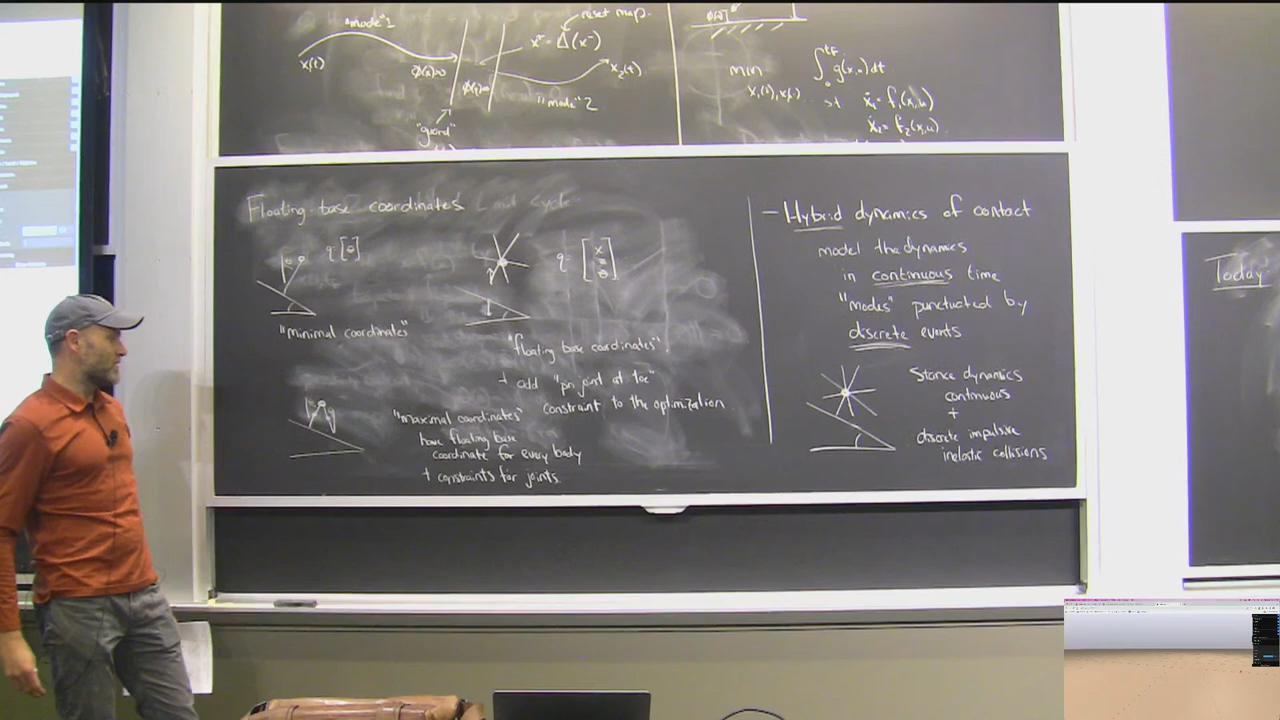 "mode" 1
reset map.
x⁺ = Δ(x⁻)
x₁(t)
x₂(t)
"mode" 2
"guard"
min
x₁(·), x₂(·) ...
∫₀^tf g(x,u)dt
st
ẋ₁ = f₁(x,u)
ẋ₂ = f₂(x,u)
Floating-base coordinates
q=[θ]
q= [x z θ]
"minimal coordinate"
"floating base coordinates"
+ add "pin joint at toe"
constraint to the optimization
"maximal coordinates"
have floating base
coordinate for every body
+ constraints for joints.
- Hybrid dynamics of contact
model the dynamics
in continuous time
"modes" punctuated by
discrete events
Stance dynamics
continuous
+
discrete impulsive
inelastic collisions
Today